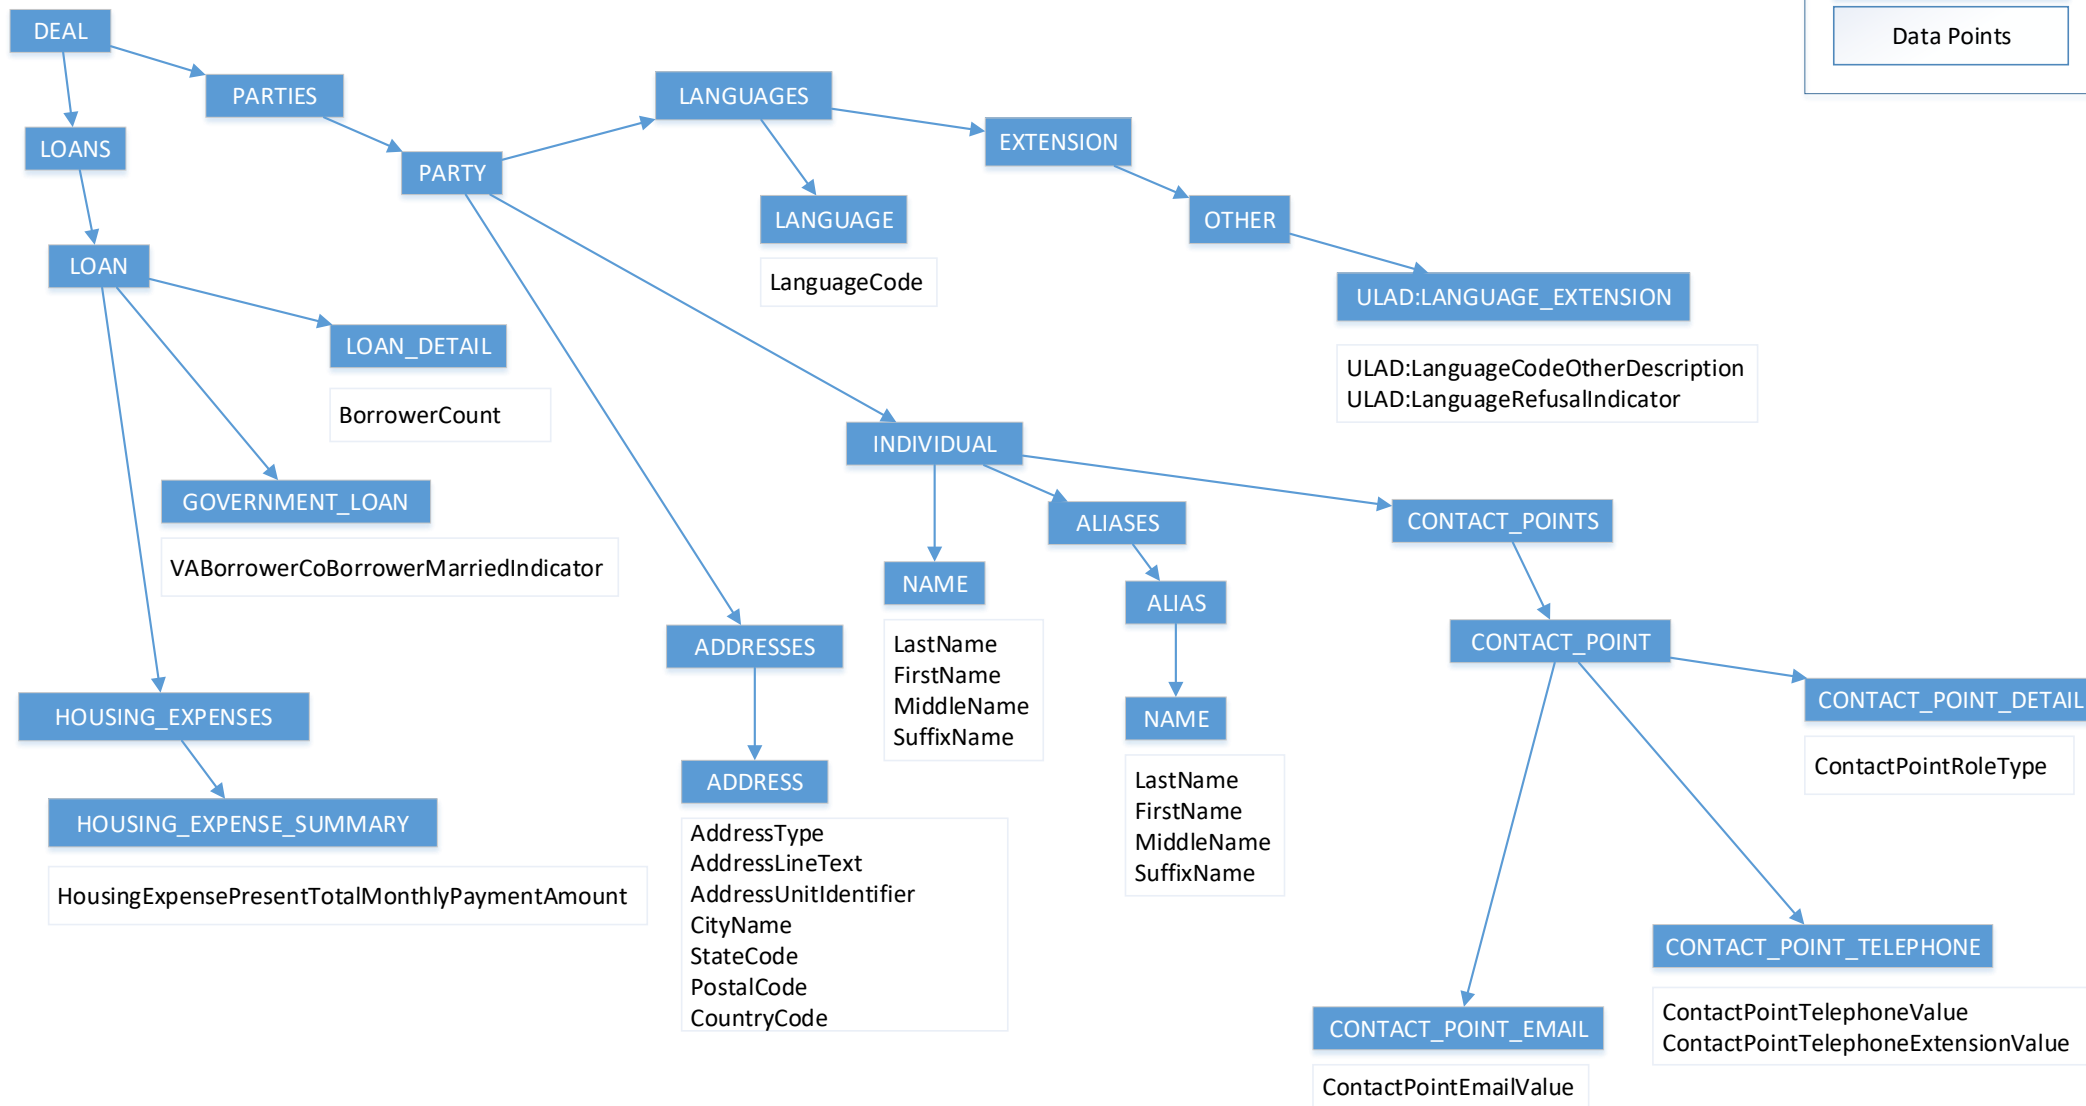 DEAL
Data Points
PARTIES
LANGUAGES
LOANS
EXTENSION
PARTY
LANGUAGE
OTHER
LOAN
LanguageCode
ULAD:LANGUAGE_EXTENSION
LOAN_DETAIL
ULAD:LanguageCodeOtherDescription
ULAD:LanguageRefusalIndicator
BorrowerCount
INDIVIDUAL
GOVERNMENT_LOAN
ALIASES
CONTACT_POINTS
VABorrowerCoBorrowerMarriedIndicator
NAME
ALIAS
LastName
FirstName
MiddleName
SuffixName
ADDRESSES
CONTACT_POINT
CONTACT_POINT_DETAIL
HOUSING_EXPENSES
NAME
ContactPointRoleType
ADDRESS
LastName
FirstName
MiddleName
SuffixName
HOUSING_EXPENSE_SUMMARY
AddressType
AddressLineText
AddressUnitIdentifier
CityName
StateCode
PostalCode
CountryCode
HousingExpensePresentTotalMonthlyPaymentAmount
CONTACT_POINT_TELEPHONE
ContactPointTelephoneValue
ContactPointTelephoneExtensionValue
CONTACT_POINT_EMAIL
ContactPointEmailValue